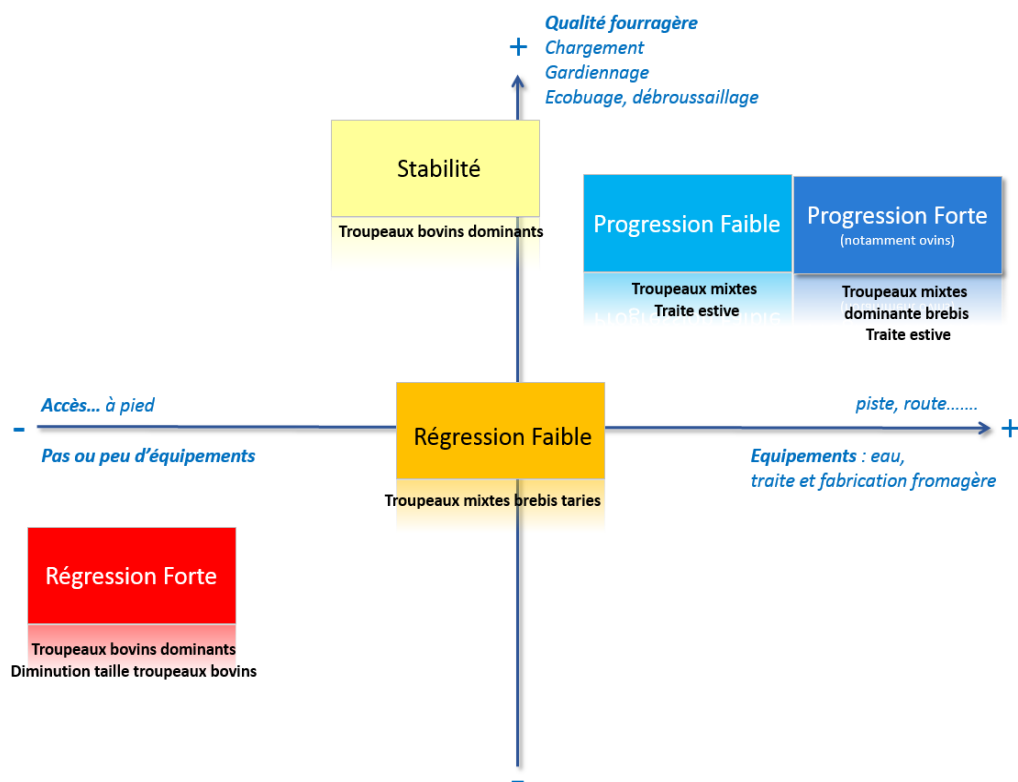 +
Qualité fourragère
Chargement
Gardiennage
Ecobuage, débroussaillage
Stabilité
Troupeaux bovins dominants
Progression Faible
Troupeaux mixtes
Traite estive
Progression Forte
(notamment ovins)
Troupeaux mixtes
dominante brebis
Traite estive
Accès... à pied
-
Pas ou peu d'équipements
Régression Faible
Troupeaux mixtes brebis taries
piste, route.......
+
Equipements : eau,
traite et fabrication fromagère
Régression Forte
Troupeaux bovins dominants
Diminution taille troupeaux bovins
-